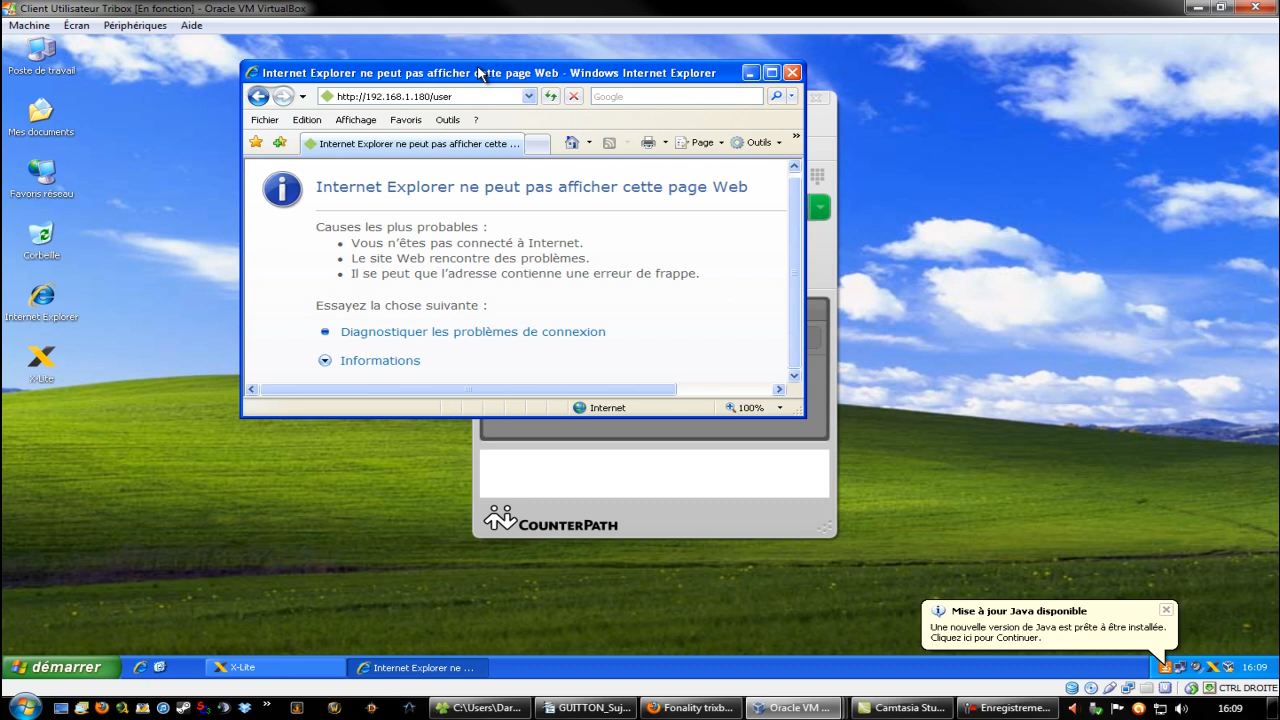 Client Utilisateur Tribox [En fonction] - Oracle VM VirtualBox
Machine Écran Périphériques Aide
Poste de travail
Mes documents
Favoris réseau
Corbeille
Internet Explorer
X-Lite
Internet Explorer ne peut pas afficher cette page Web - Windows Internet Explorer
http://192.168.1.180/user
Google
Fichier Edition Affichage Favoris Outils ?
Internet Explorer ne peut pas afficher cette ...
Page Outils »
Internet Explorer ne peut pas afficher cette page Web
Causes les plus probables :
Vous n'êtes pas connecté à Internet.
Le site Web rencontre des problèmes.
Il se peut que l'adresse contienne une erreur de frappe.
Essayez la chose suivante :
Diagnostiquer les problèmes de connexion
Informations
Internet 100%
COUNTERPATH
Mise à jour Java disponible
Une nouvelle version de Java est prête à être installée.
Cliquez ici pour Continuer.
démarrer X-Lite Internet Explorer ne ... 16:09
CTRL DROITE
» C:\Users\Dar... GUITTON_Suj... Fonality trixb... Oracle VM ... Camtasia Stu... Enregistreme... 16:09